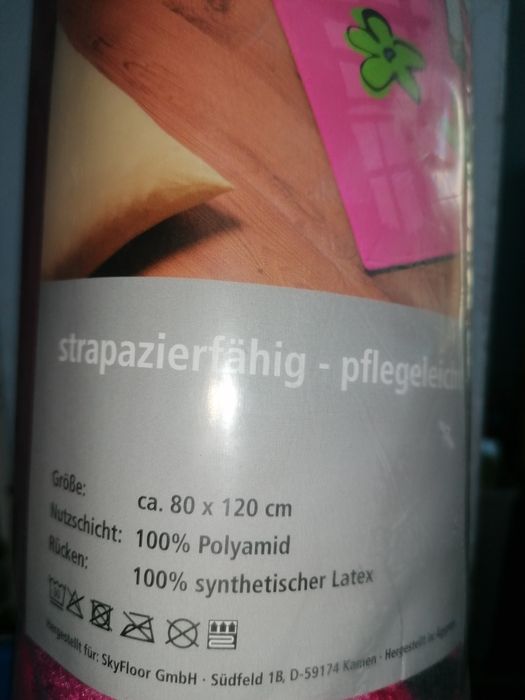 strapazierfähig - pflegeleicht
Größe: ca. 80 x 120 cm
Nutzschicht: 100% Polyamid
Rücken: 100% synthetischer Latex
Hergestellt für: SkyFloor GmbH · Südfeld 1B, D-59174 Kamen · Hergestellt in